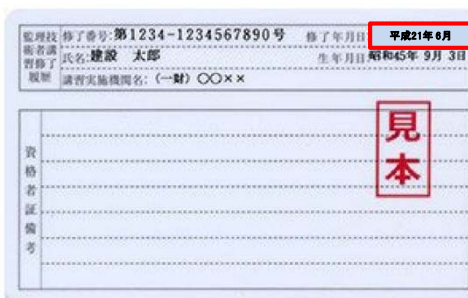 監理技術者講習修了履歴
修了番号:第1234-1234567890号 修了年月日:平成21年6月
氏名:建設 太郎 生年月日:昭和45年 9月 3日
講習実施機関名:(一財)○○××
見本
資格者証備考